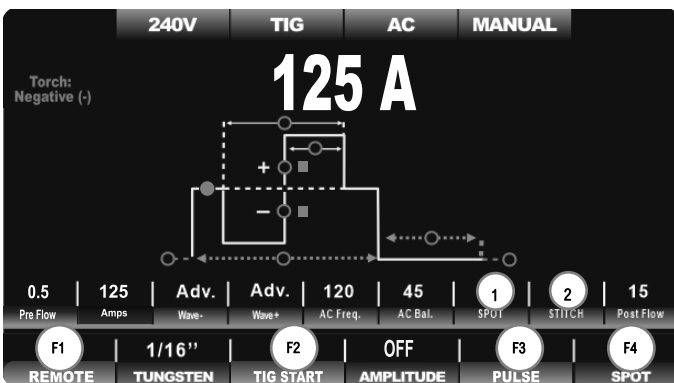 240V TIG AC MANUAL
125 A
Torch:
Negative (-)
+
–
0.5 125 Adv. Adv. 120 45 1 2 15
Pre Flow Amps Wave- Wave+ AC Freq. AC Bal. SPOT STITCH Post Flow
F1 1/16’’ F2 OFF F3 F4
REMOTE TUNGSTEN TIG START AMPLITUDE PULSE SPOT